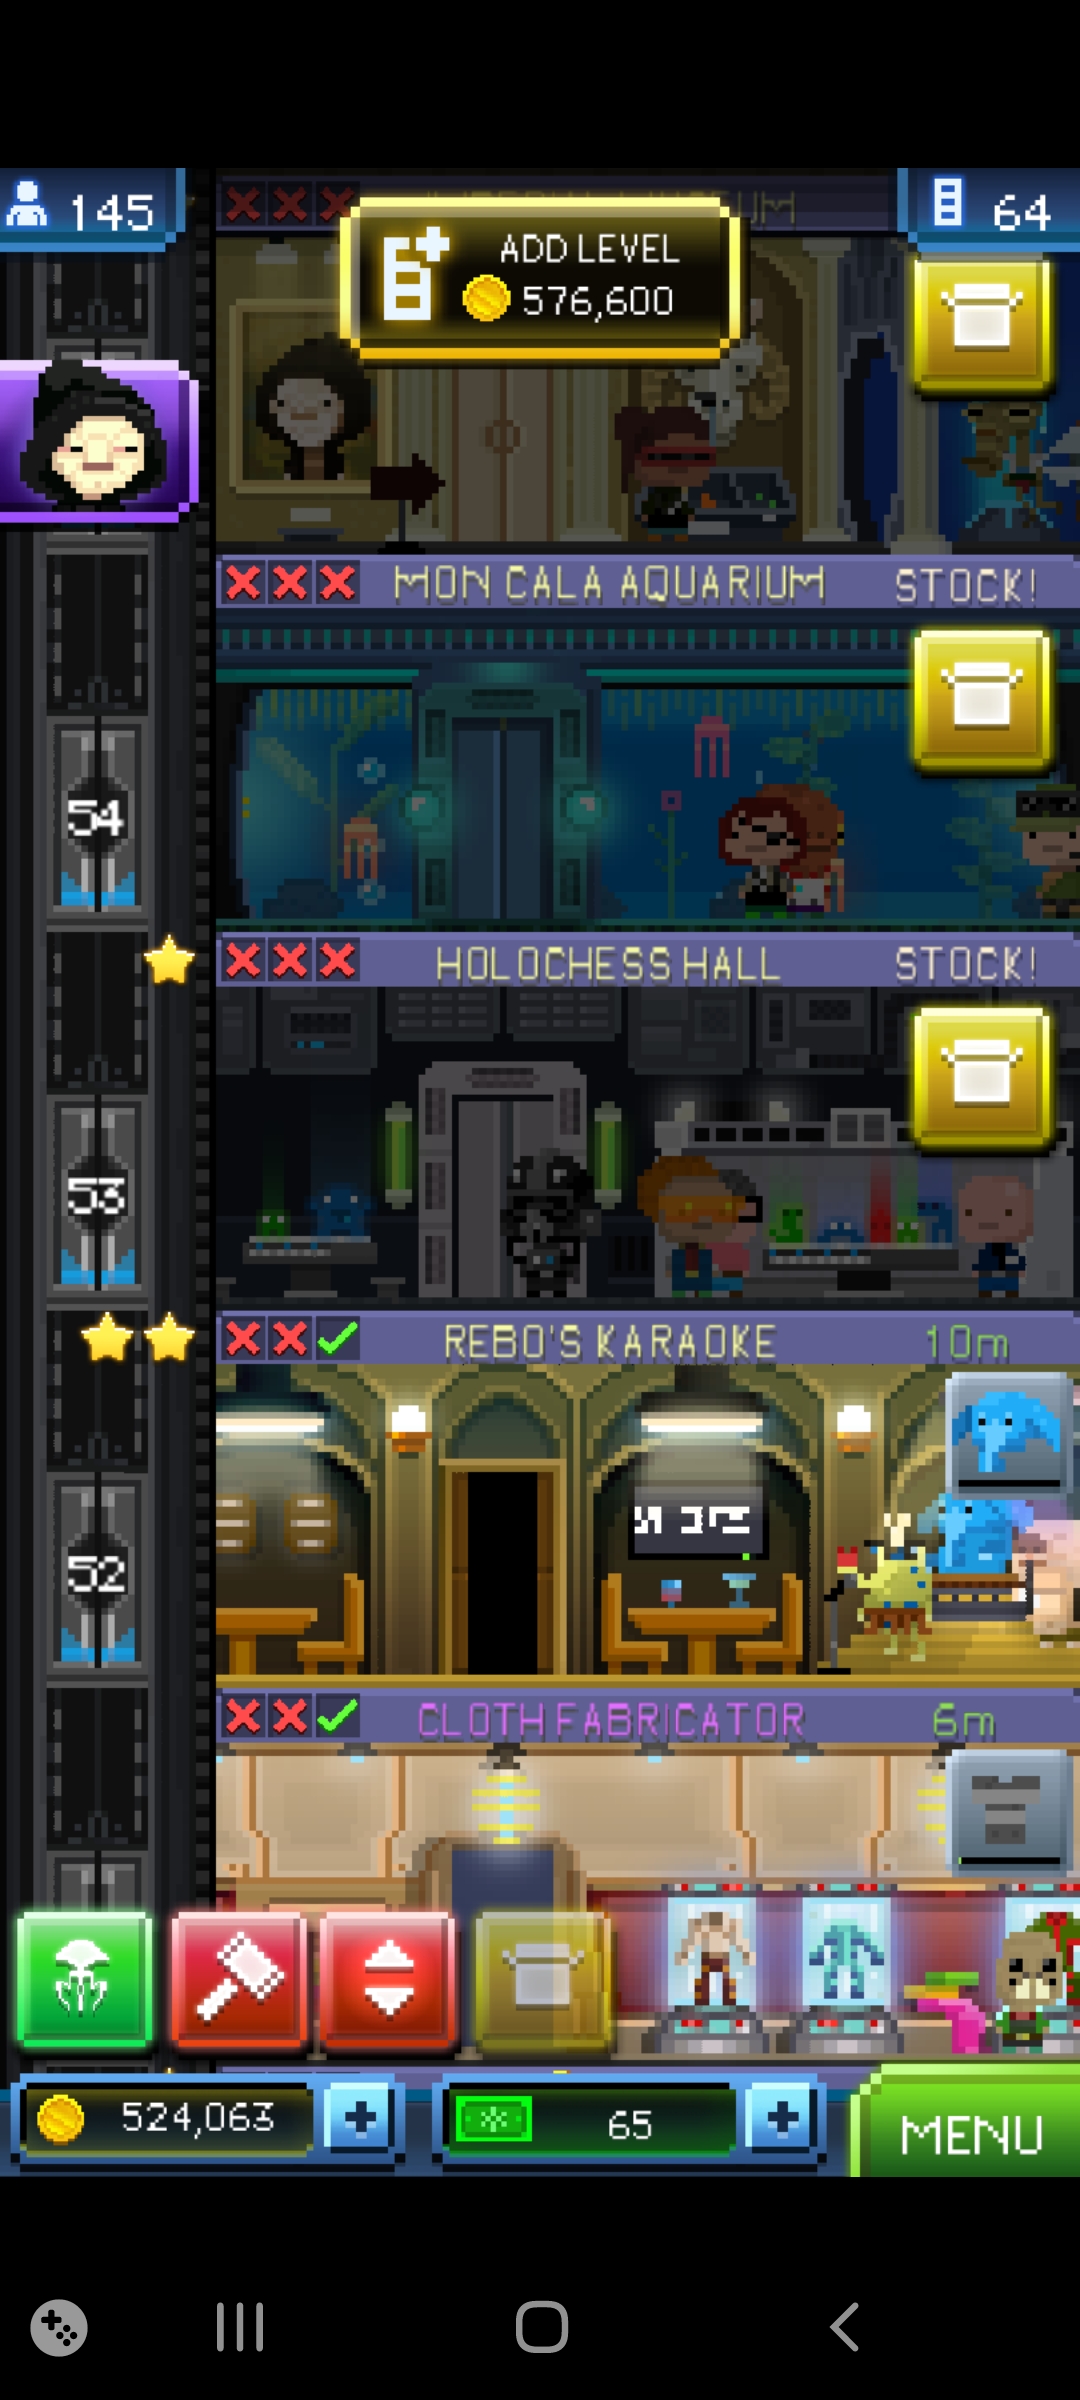 145
64
ADD LEVEL
576,600
MON CALA AQUARIUM STOCK!
54
HOLOCHESS HALL STOCK!
53
REBO'S KARAOKE 10m
52
CLOTH FABRICATOR 6m
524,063
65
MENU